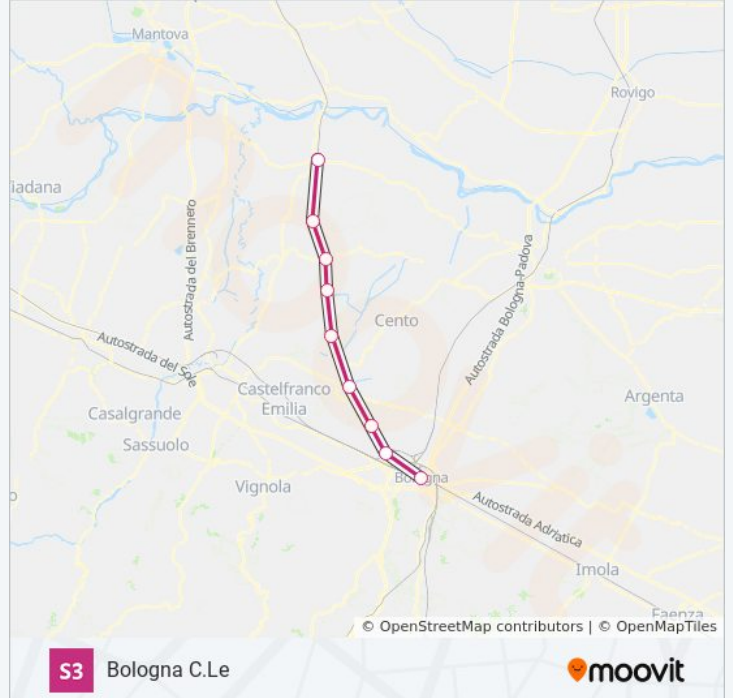 Mantova
Rovigo
iadana
Autostrada del Brennero
Autostrada Bologna-Padova
Cento
Autostrada del Sole
Castelfranco
Emilia
Argenta
Casalgrande
Sassuolo
Vignola
Bologna
Autostrada Adriatica
Imola
Faenza
© OpenStreetMap contributors | © OpenMapTiles
S3 Bologna C.Le
moovit